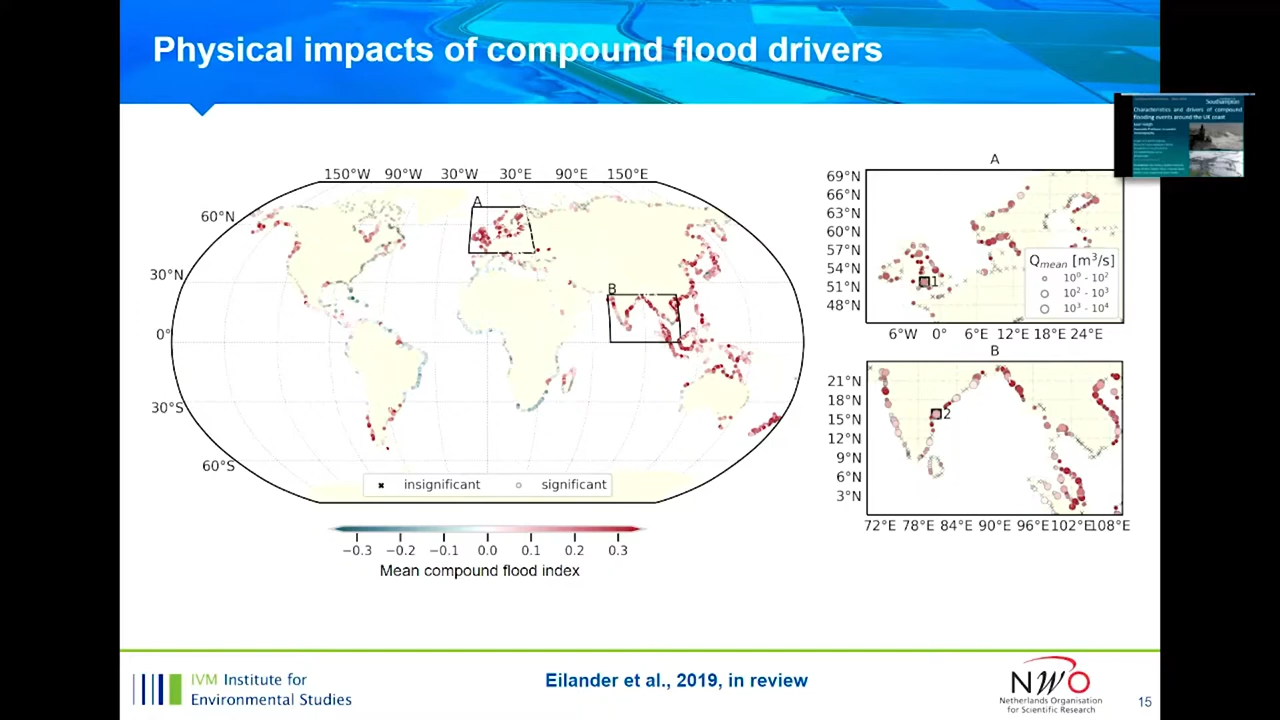 Physical impacts of compound flood drivers
Southampton
Characteristics and drivers of compound
flooding events around the UK coast
150°W 90°W 30°W 30°E 90°E 150°E
60°N
30°N
0°
30°S
60°S
A
B
insignificant significant
−0.3 −0.2 −0.1 0.0 0.1 0.2 0.3
Mean compound flood index
A
69°N
66°N
63°N
60°N
57°N
54°N
51°N
48°N
1
Qmean [m³/s]
10⁰ - 10²
10² - 10³
10³ - 10⁴
6°W 0° 6°E 12°E 18°E 24°E
B
21°N
18°N
15°N
12°N
9°N
6°N
3°N
2
72°E 78°E 84°E 90°E 96°E 102°E 108°E
IVM Institute for
Environmental Studies
Eilander et al., 2019, in review
NWO
Netherlands Organisation
for Scientific Research
15